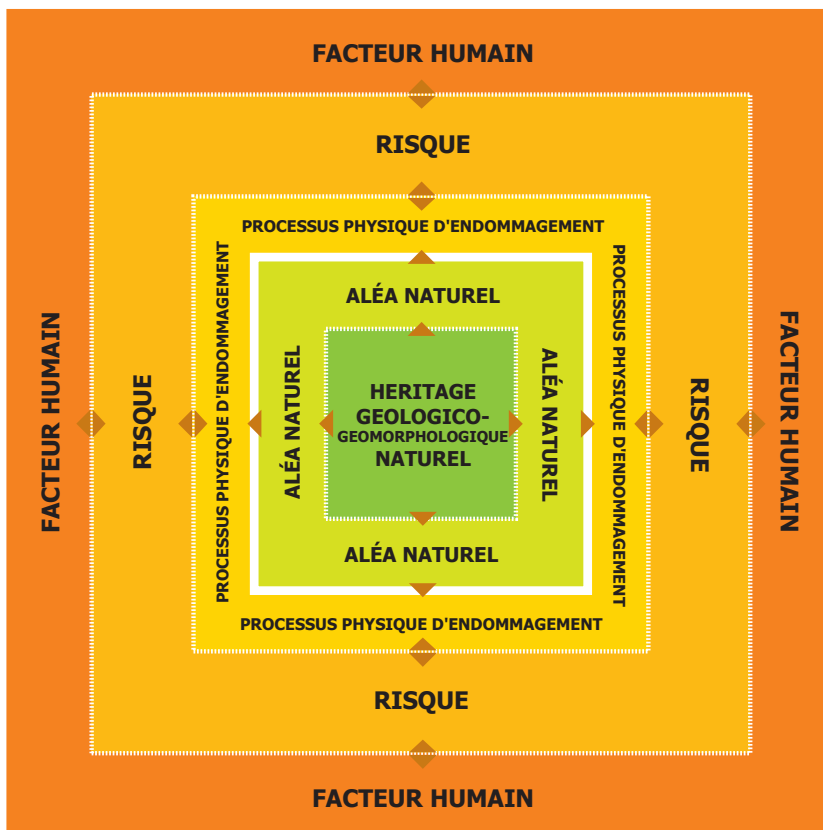 FACTEUR HUMAIN
RISQUE
PROCESSUS PHYSIQUE D'ENDOMMAGEMENT
ALÉA NATUREL
FACTEUR HUMAIN
RISQUE
PROCESSUS PHYSIQUE D'ENDOMMAGEMENT
ALÉA NATUREL
HERITAGE
GEOLOGICO-
GEOMORPHOLOGIQUE
NATUREL
ALÉA NATUREL
PROCESSUS PHYSIQUE D'ENDOMMAGEMENT
RISQUE
FACTEUR HUMAIN
ALÉA NATUREL
PROCESSUS PHYSIQUE D'ENDOMMAGEMENT
RISQUE
FACTEUR HUMAIN